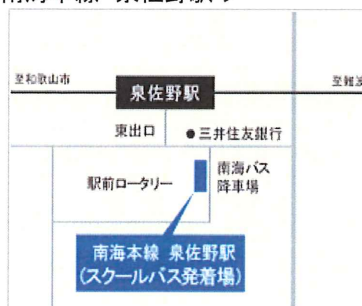 至和歌山市
至難波
泉佐野駅
東出口
●三井住友銀行
駅前ロータリー
南海バス
降車場
南海本線 泉佐野駅
(スクールバス発着場)